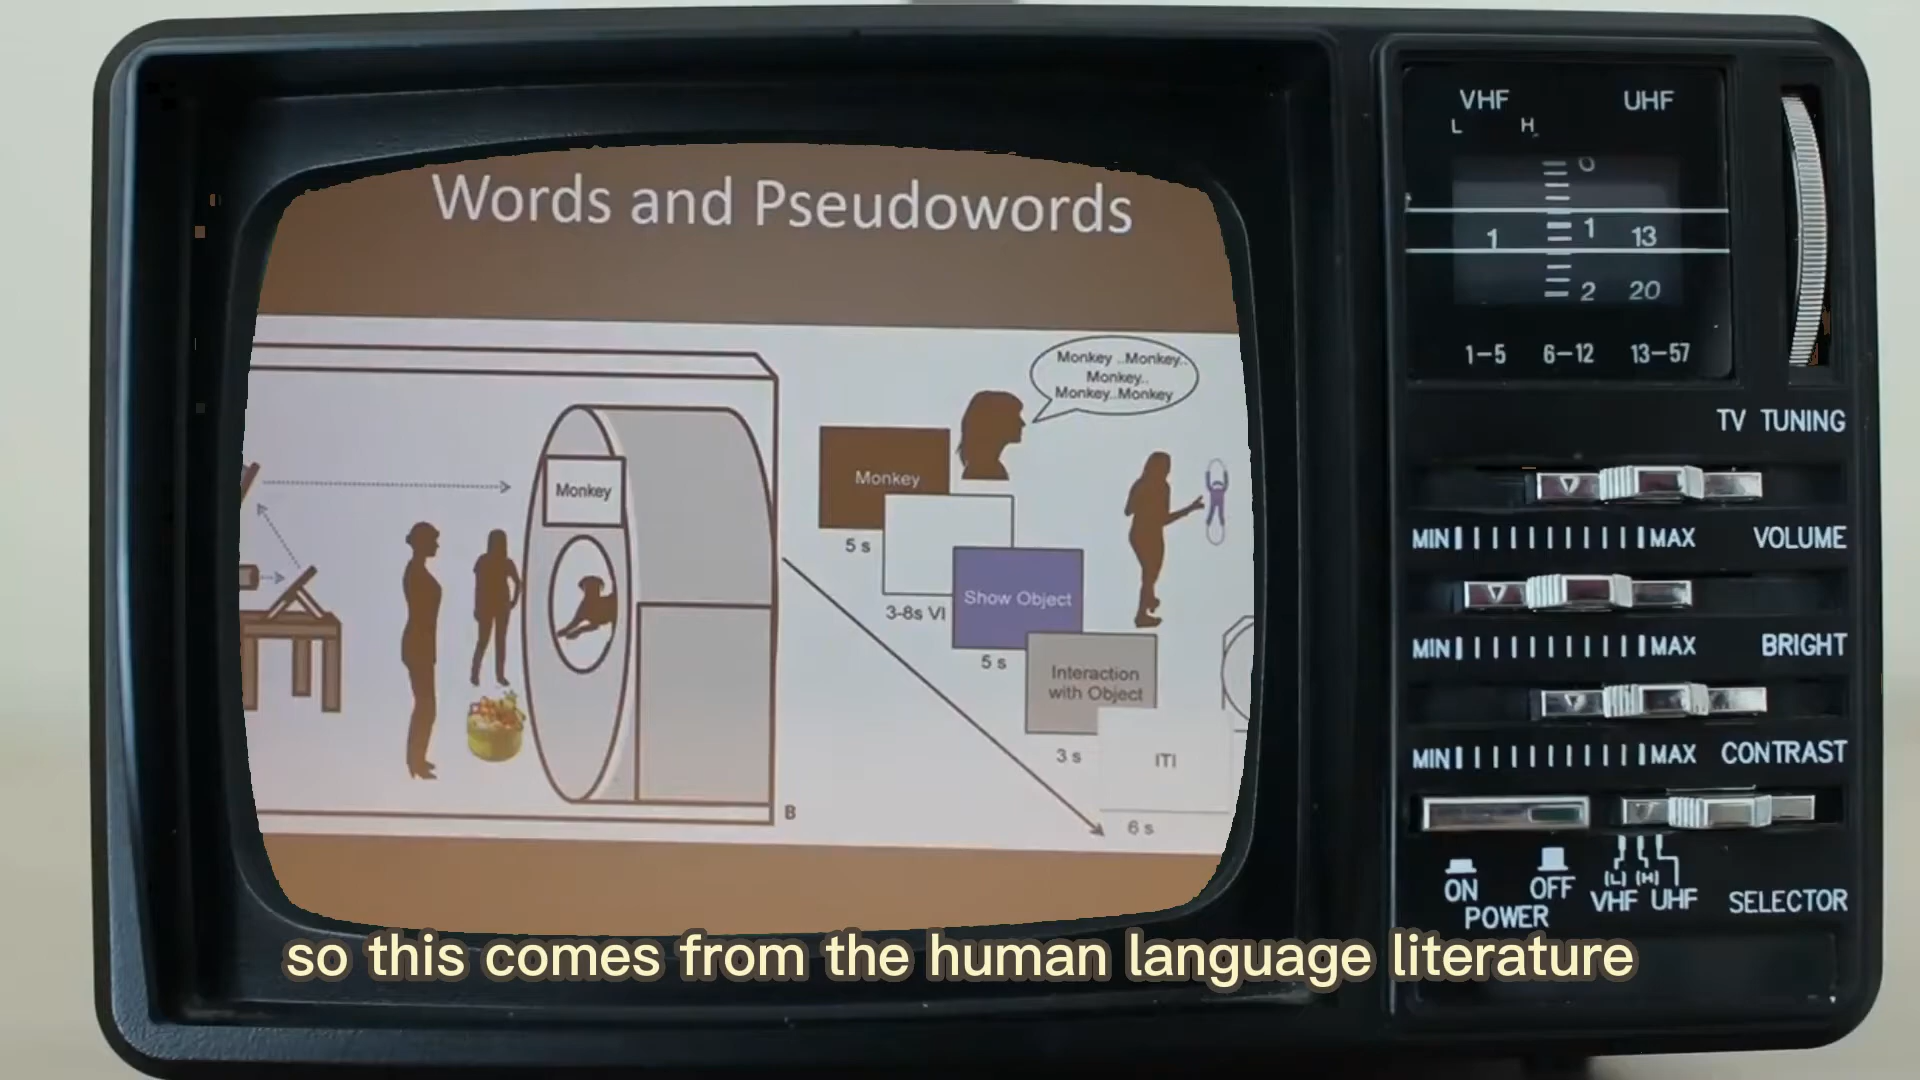 Words and Pseudowords
Monkey ..Monkey..
Monkey..
Monkey..Monkey
Monkey
Monkey
5 s
3-8s VI
Show Object
5 s
Interaction
with Object
3 s
ITI
6 s
B
VHF UHF
L H
0
1 1 13
2 20
1-5 6-12 13-57
TV TUNING
MIN MAX VOLUME
MIN MAX BRIGHT
MIN MAX CONTRAST
ON OFF
POWER
(L) (H)
VHF UHF
SELECTOR
so this comes from the human language literature